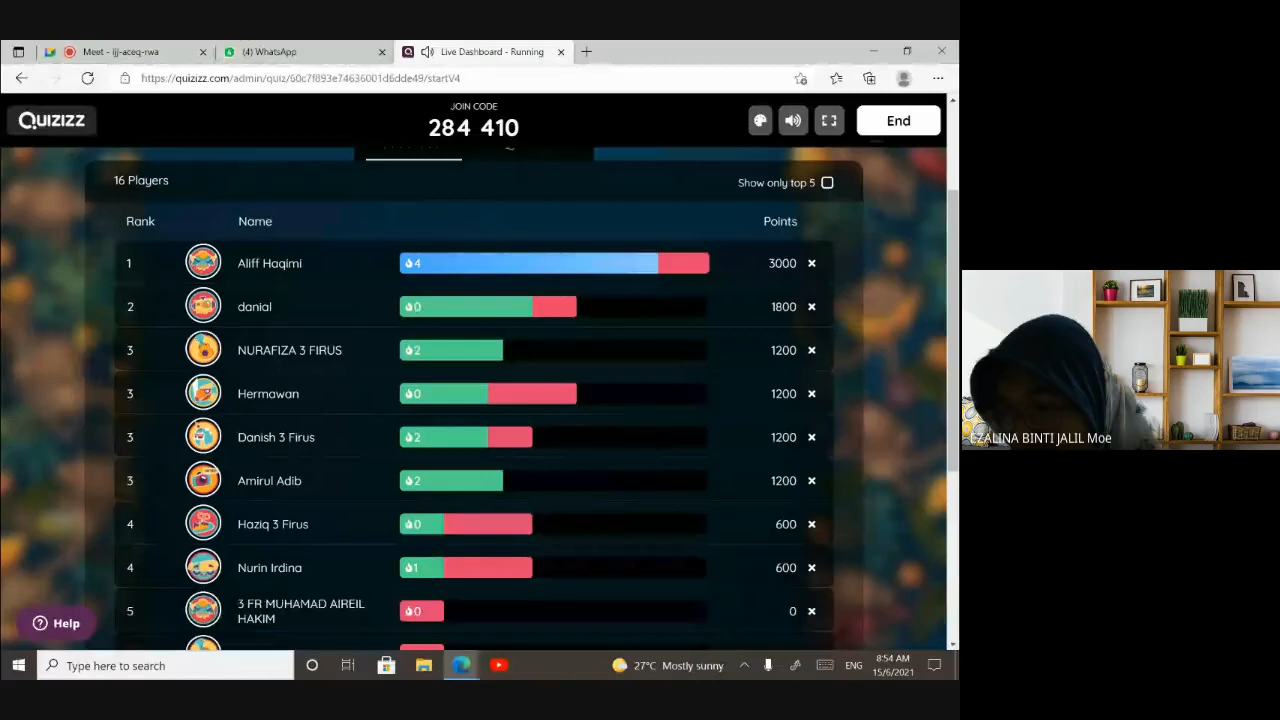 Meet - ijj-aceq-rwa
(4) WhatsApp
Live Dashboard - Running
https://quizizz.com/admin/quiz/60c7f893e74636001d6dde49/startV4
Quizizz
JOIN CODE
284 410
End
16 Players
Show only top 5
Rank Name Points
1 Aliff Haqimi 4 3000
2 danial 0 1800
3 NURAFIZA 3 FIRUS 2 1200
3 Hermawan 0 1200
3 Danish 3 Firus 2 1200
3 Amirul Adib 2 1200
4 Haziq 3 Firus 0 600
4 Nurin Irdina 1 600
5 3 FR MUHAMAD AIREIL HAKIM 0 0
Help
Type here to search
27°C Mostly sunny
ENG
8:54 AM
15/6/2021
BINTI JALIL Moe